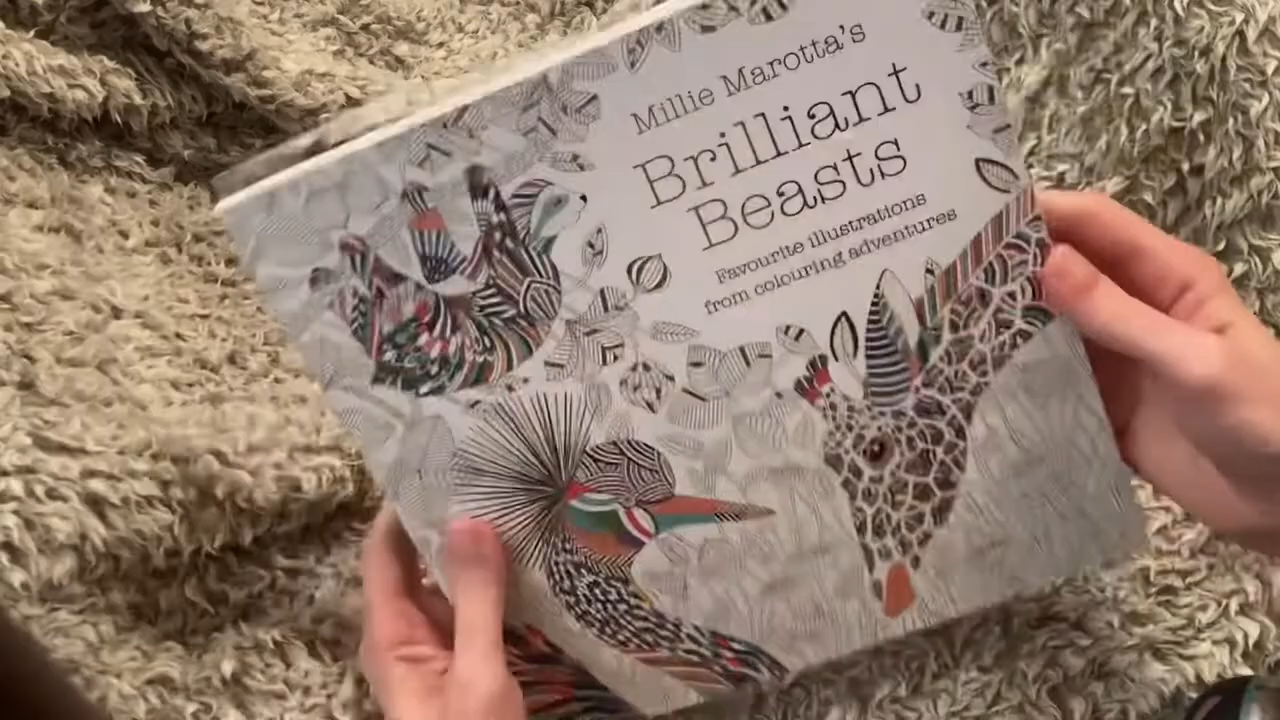 Millie Marotta's
Brilliant
Beasts
Favourite illustrations
from colouring adventures